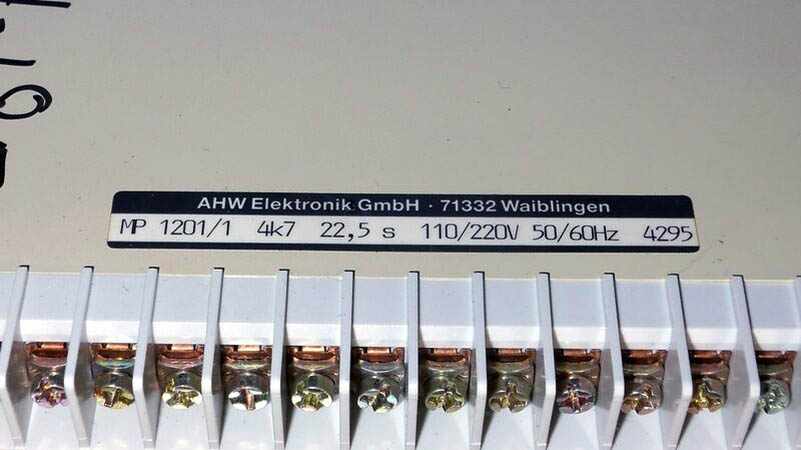 AHW Elektronik GmbH · 71332 Waiblingen
MP 1201/1 4k7 22,5 s 110/220V 50/60Hz 4295